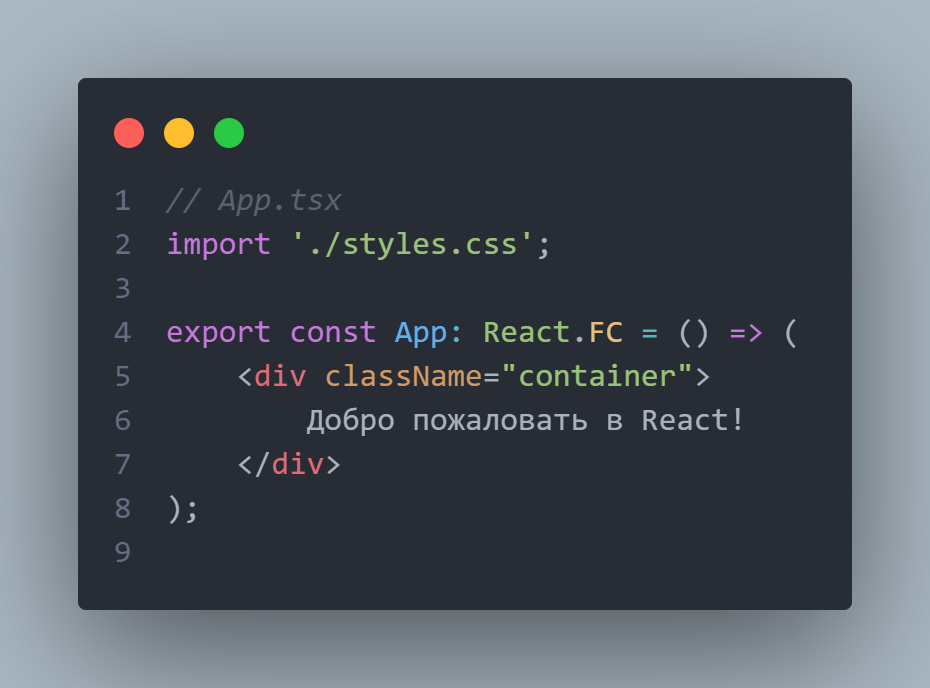 1 // App.tsx
2 import './styles.css';
3
4 export const App: React.FC = () => (
5     <div className="container">
6         Добро пожаловать в React!
7     </div>
8 );
9